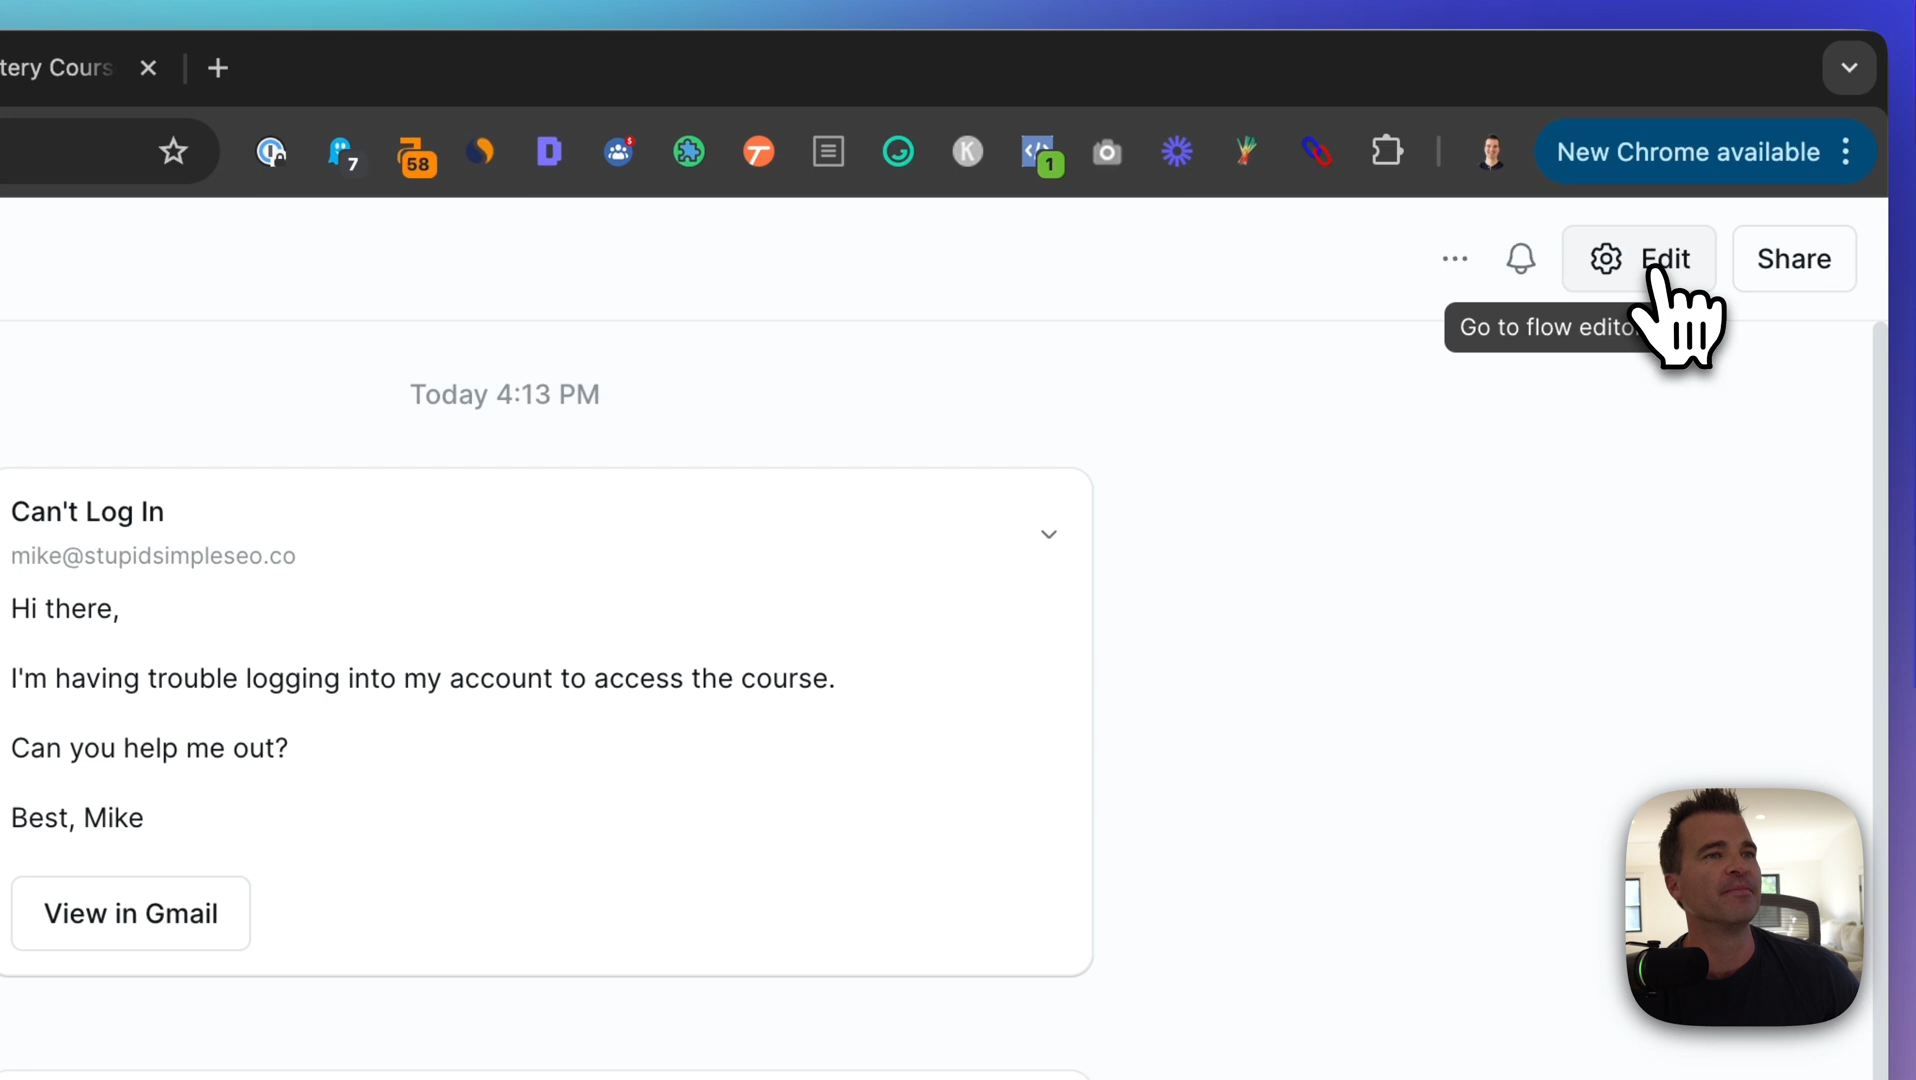 tery Cours
7
58
D
$
K
1
New Chrome available
Edit
Share
Go to flow editor
Today 4:13 PM
Can't Log In
mike@stupidsimpleseo.co
Hi there,
I'm having trouble logging into my account to access the course.
Can you help me out?
Best, Mike
View in Gmail